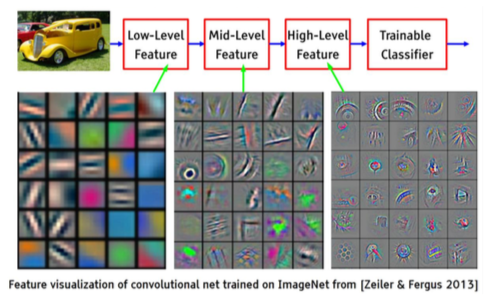 Low-Level
Feature
Mid-Level
Feature
High-Level
Feature
Trainable
Classifier
Feature visualization of convolutional net trained on ImageNet from [Zeiler & Fergus 2013]